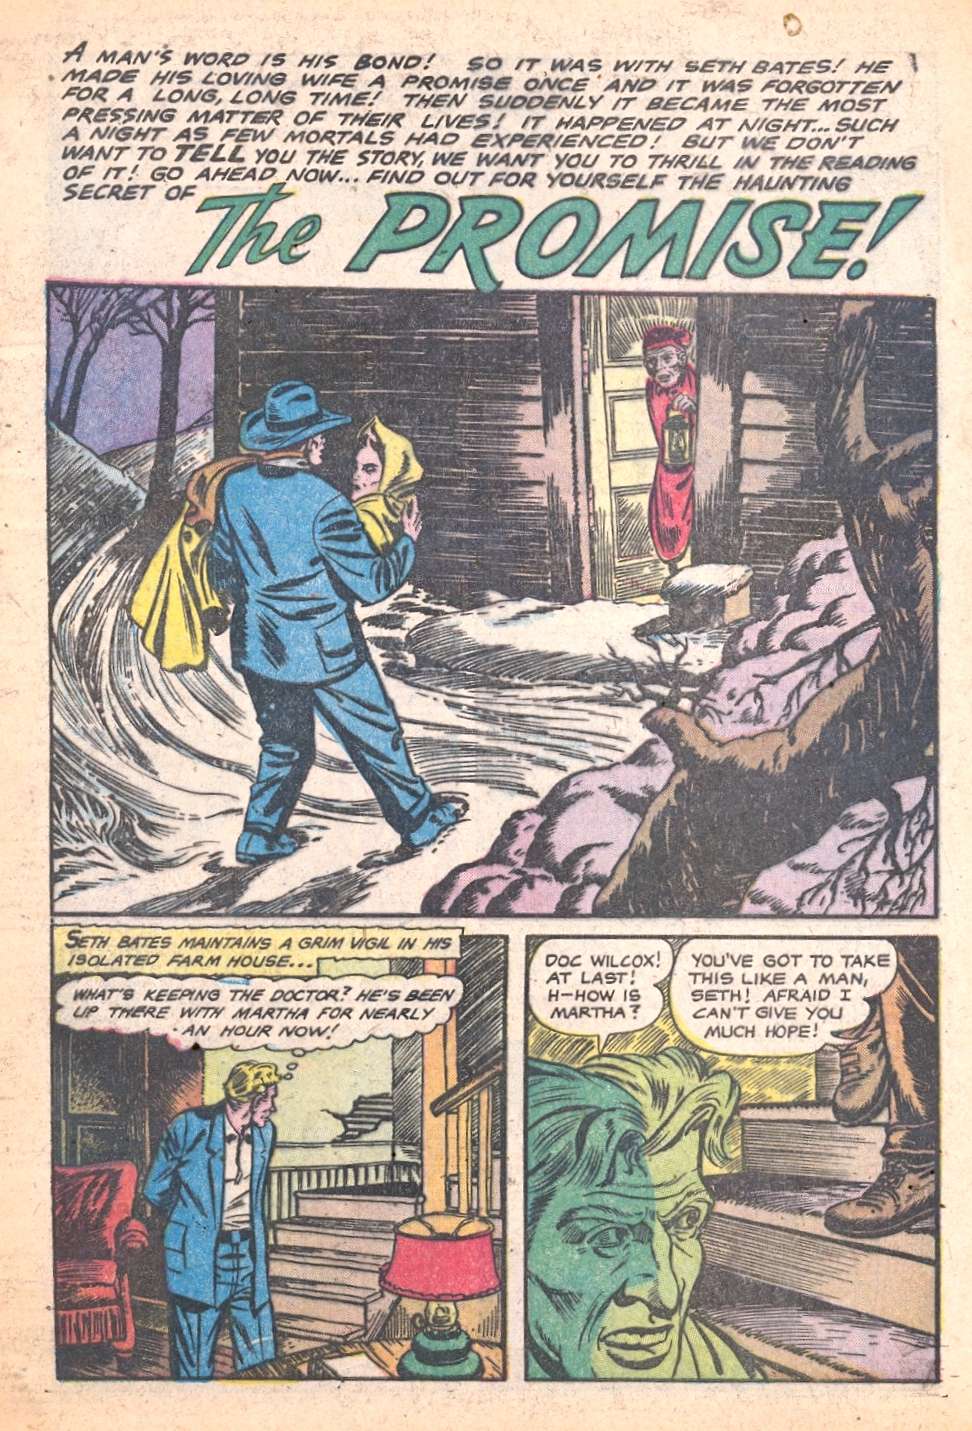 A MAN'S WORD IS HIS BOND! SO IT WAS WITH SETH BATES! HE
MADE HIS LOVING WIFE A PROMISE ONCE AND IT WAS FORGOTTEN
FOR A LONG, LONG TIME! THEN SUDDENLY IT BECAME THE MOST
PRESSING MATTER OF THEIR LIVES! IT HAPPENED AT NIGHT... SUCH
A NIGHT AS FEW MORTALS HAD EXPERIENCED! BUT WE DON'T
WANT TO TELL YOU THE STORY, WE WANT YOU TO THRILL IN THE READING
OF IT! GO AHEAD NOW... FIND OUT FOR YOURSELF THE HAUNTING
SECRET OF
The PROMISE!
SETH BATES MAINTAINS A GRIM VIGIL IN HIS
ISOLATED FARM HOUSE...
WHAT'S KEEPING THE DOCTOR? HE'S BEEN
UP THERE WITH MARTHA FOR NEARLY
AN HOUR NOW!
DOC WILCOX!
AT LAST!
H-HOW IS
MARTHA?
YOU'VE GOT TO TAKE
THIS LIKE A MAN,
SETH! AFRAID I
CAN'T GIVE YOU
MUCH HOPE!